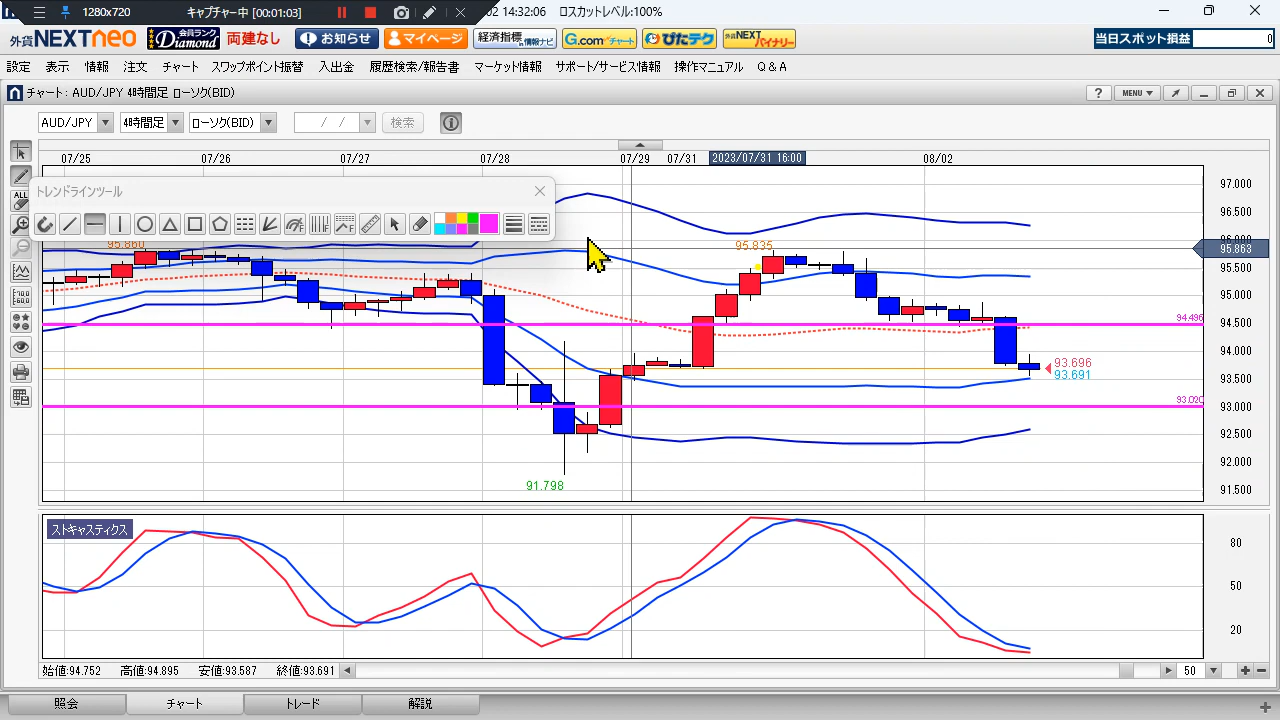 1280x720 キャプチャー中 [00:01:03] 02 14:32:06 ロスカットレベル:100%
外貨NEXTneo 会員ランク Diamond 両建なし お知らせ マイページ 経済指標 情報ナビ G.comチャート ぴたテク 外貨NEXTバイナリー 当日スポット損益 0
設定 表示 情報 注文 チャート スワップポイント振替 入出金 履歴検索/報告書 マーケット情報 サポート/サービス情報 操作マニュアル Q&A
チャート: AUD/JPY 4時間足 ローソク(BID) ? MENU
AUD/JPY 4時間足 ローソク(BID) / / 検索
07/25 07/26 07/27 07/28 07/29 07/31 2023/07/31 16:00 08/02
トレンドラインツール
ALL
97.000
96.500
96.000
95.863
95.500
95.000
94.500
94.000
93.500
93.000
92.500
92.000
91.500
95.860
95.835
94.496
93.696
93.691
93.020
91.798
ストキャスティクス
80
50
20
始値:94.752 高値:94.895 安値:93.587 終値:93.691 50
照会 チャート トレード 解説